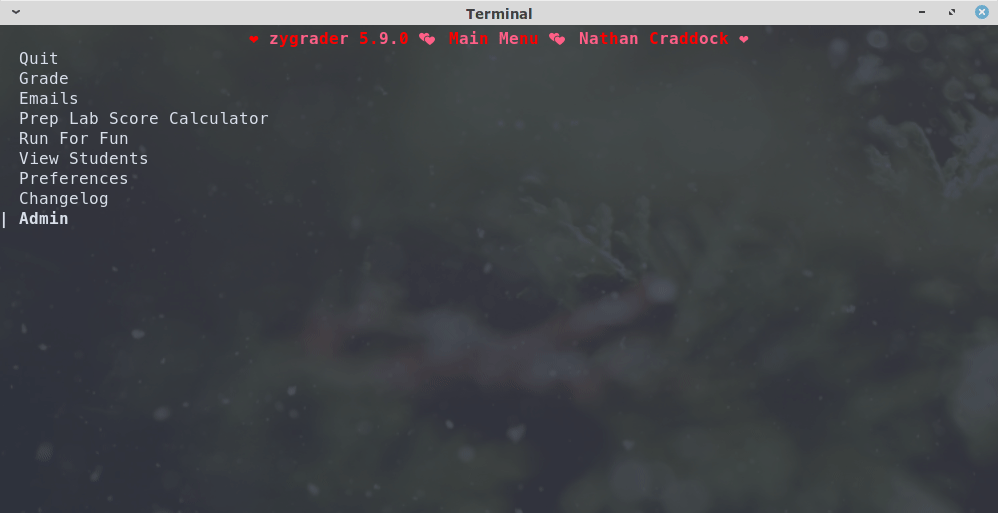 Terminal
❤ zygrader 5.9.0 💕 Main Menu 💕 Nathan Craddock ❤
Quit
Grade
Emails
Prep Lab Score Calculator
Run For Fun
View Students
Preferences
Changelog
| Admin